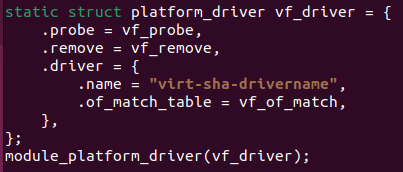 static struct platform_driver vf_driver = {
    .probe = vf_probe,
    .remove = vf_remove,
    .driver = {
        .name = "virt-sha-drivername",
        .of_match_table = vf_of_match,
    },
};
module_platform_driver(vf_driver);